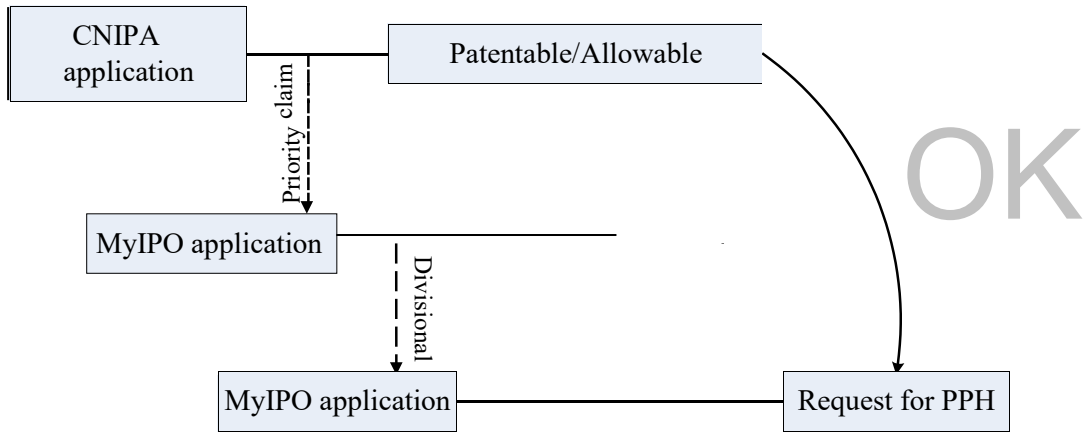 CNIPA
application
Patentable/Allowable
Priority claim
OK
MyIPO application
Divisional
MyIPO application
Request for PPH